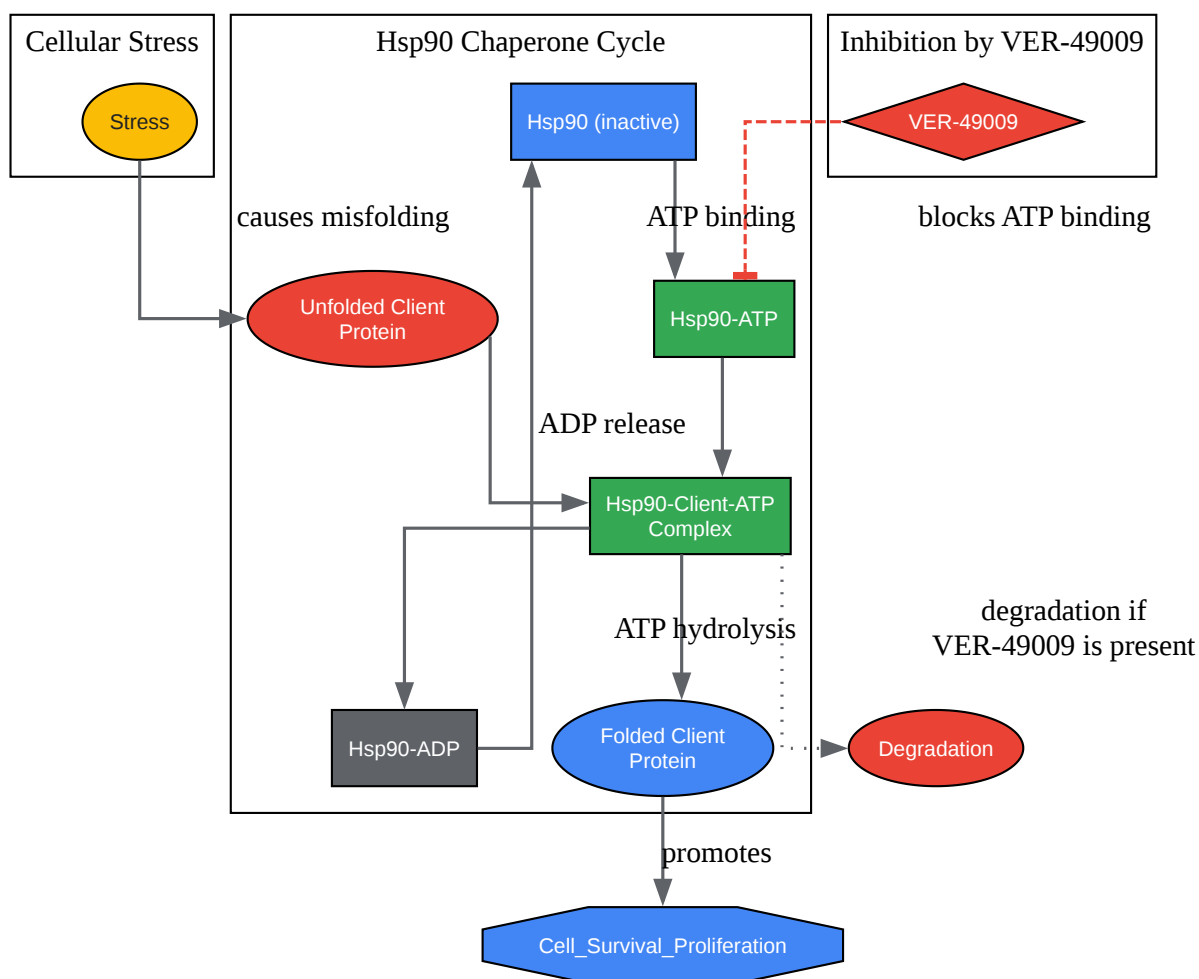 Cellular Stress
Hsp90 Chaperone Cycle
Inhibition by VER-49009
Stress
Hsp90 (inactive)
VER-49009
causes misfolding
ATP binding
blocks ATP binding
Unfolded Client
Protein
Hsp90-ATP
ADP release
Hsp90-Client-ATP
Complex
ATP hydrolysis
degradation if
VER-49009 is present
Hsp90-ADP
Folded Client
Protein
Degradation
promotes
Cell_Survival_Proliferation